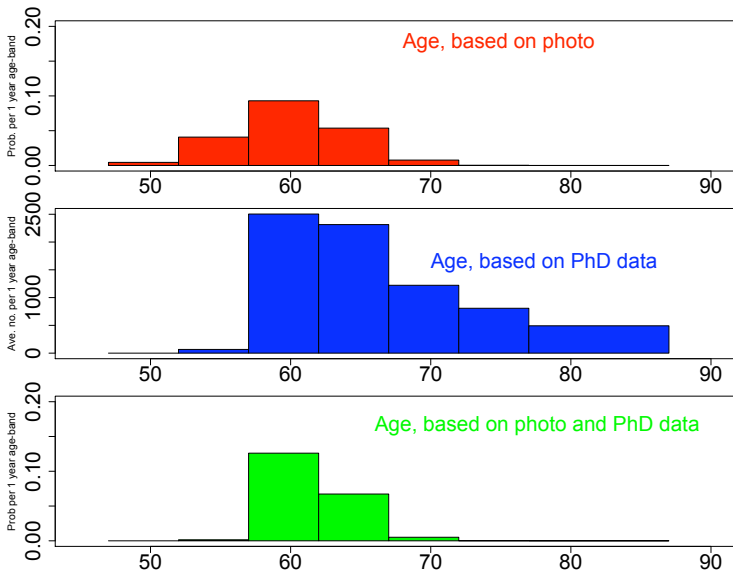 Age, based on photo
Prob. per 1 year age-band
0.00 0.10 0.20
50 60 70 80 90
Age, based on PhD data
Ave. no. per 1 year age-band
0 1000 2500
50 60 70 80 90
Age, based on photo and PhD data
Prob per 1 year age-band
0.00 0.10 0.20
50 60 70 80 90